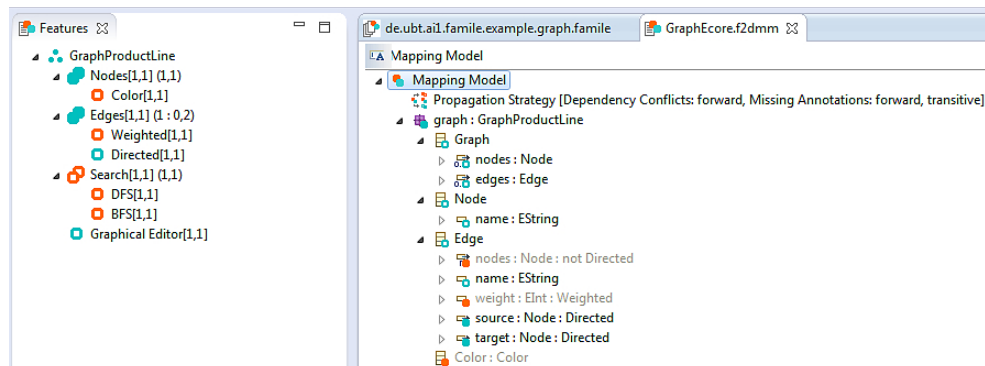 Features
GraphProductLine
Nodes[1,1] (1,1)
Color[1,1]
Edges[1,1] (1 : 0,2)
Weighted[1,1]
Directed[1,1]
Search[1,1] (1,1)
DFS[1,1]
BFS[1,1]
Graphical Editor[1,1]
de.ubt.ai1.famile.example.graph.famile
GraphEcore.f2dmm
Mapping Model
Mapping Model
Propagation Strategy [Dependency Conflicts: forward, Missing Annotations: forward, transitive]
graph : GraphProductLine
Graph
nodes : Node
edges : Edge
Node
name : EString
Edge
nodes : Node : not Directed
name : EString
weight : EInt : Weighted
source : Node : Directed
target : Node : Directed
Color : Color